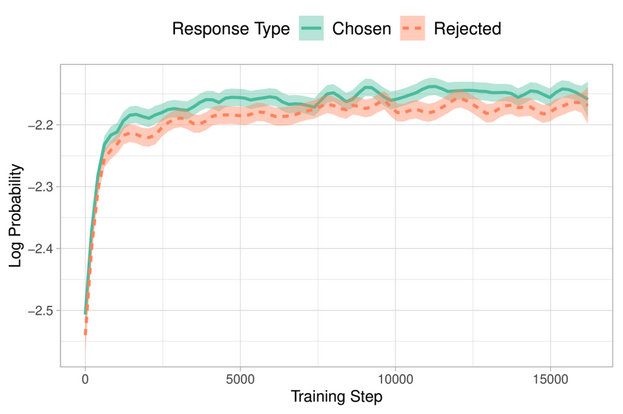 Response Type Chosen Rejected
Log Probability
−2.2
−2.3
−2.4
−2.5
0 5000 10000 15000
Training Step